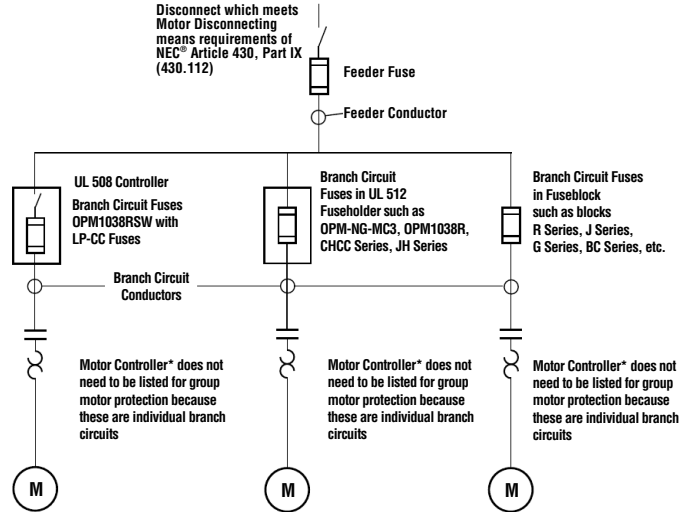 Disconnect which meets
Motor Disconnecting
means requirements of
NEC® Article 430, Part IX
(430.112)
Feeder Fuse
Feeder Conductor
UL 508 Controller
Branch Circuit Fuses
OPM1038RSW with
LP-CC Fuses
Branch Circuit
Fuses in UL 512
Fuseholder such as
OPM-NG-MC3, OPM1038R,
CHCC Series, JH Series
Branch Circuit Fuses
in Fuseblock
such as blocks
R Series, J Series,
G Series, BC Series, etc.
Branch Circuit
Conductors
Motor Controller* does not
need to be listed for group
motor protection because
these are individual branch
circuits
Motor Controller* does not
need to be listed for group
motor protection because
these are individual branch
circuits
Motor Controller* does not
need to be listed for group
motor protection because
these are individual branch
circuits
M
M
M